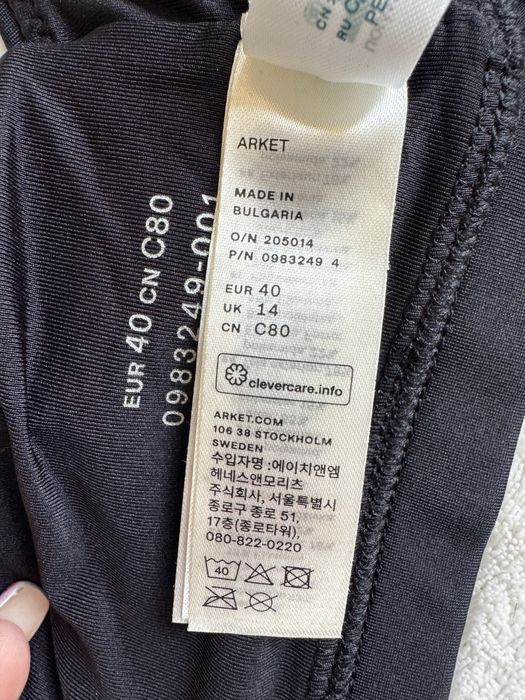 ARKET
MADE IN
BULGARIA
O/N 205014
P/N 0983249 4
EUR 40
UK 14
CN C80
clevercare.info
ARKET.COM
106 38 STOCKHOLM
SWEDEN
수입자명 :에이치앤엠
헤네스앤모리츠
주식회사, 서울특별시
종로구 종로 51,
17층(종로타워),
080-822-0220
40
EUR 40 CN C80
0983249-001
CN
RU